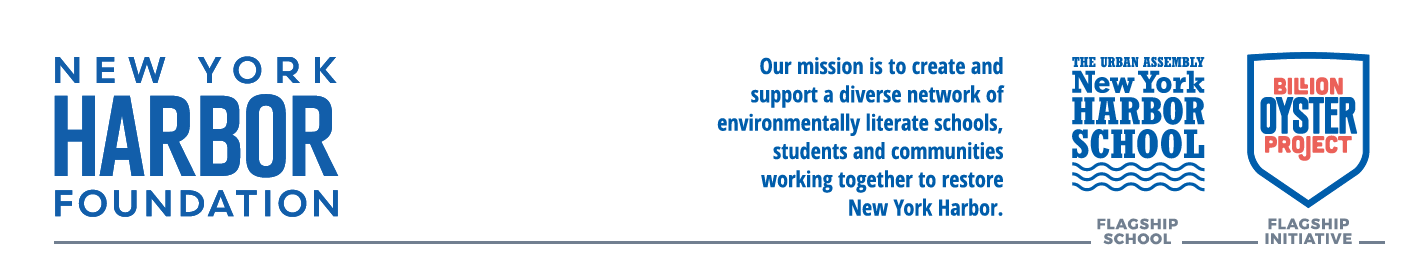 NEW YORK
HARBOR
FOUNDATION
Our mission is to create and
support a diverse network of
environmentally literate schools,
students and communities
working together to restore
New York Harbor.
THE URBAN ASSEMBLY
New York
HARBOR
SCHOOL
FLAGSHIP
SCHOOL
BILLION
OYSTER
PROJECT
FLAGSHIP
INITIATIVE